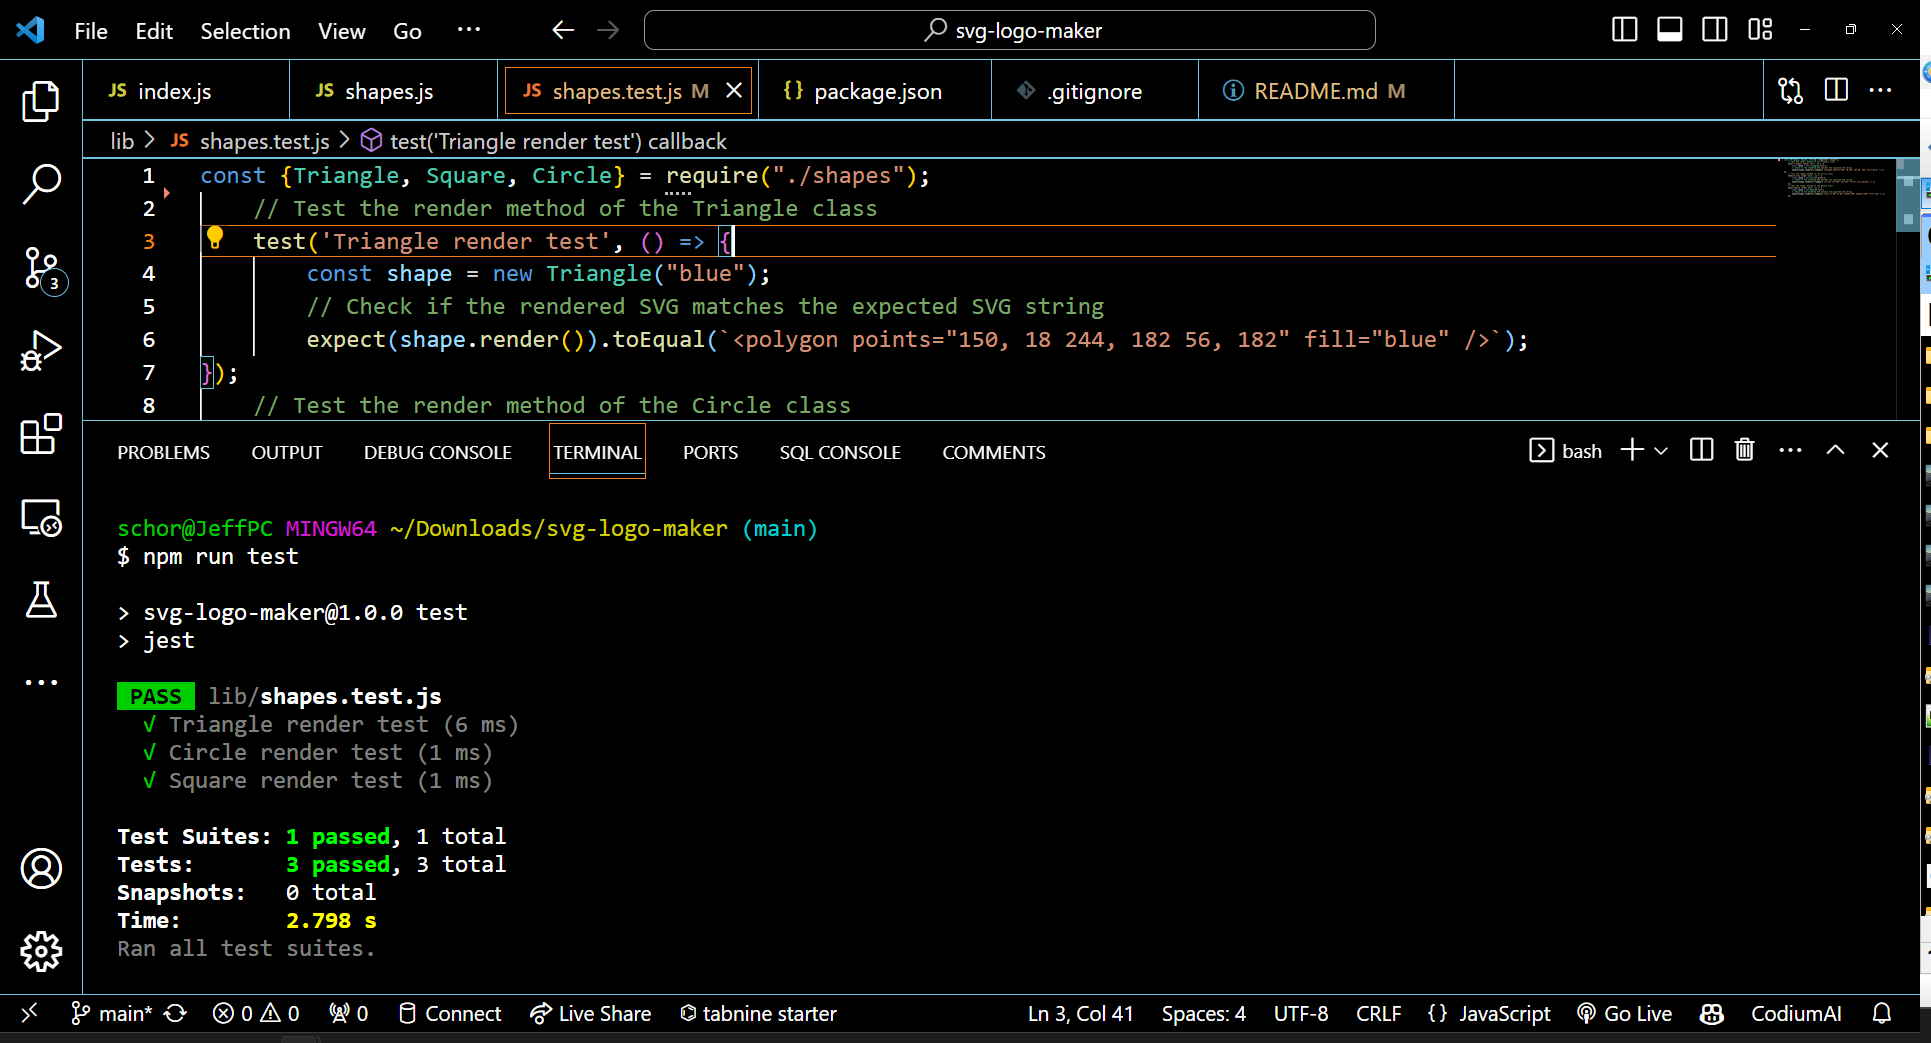 File Edit Selection View Go ··· svg-logo-maker
JS index.js JS shapes.js JS shapes.test.js M {} package.json .gitignore README.md M
lib > JS shapes.test.js > test('Triangle render test') callback
1 const {Triangle, Square, Circle} = require("./shapes");
2 // Test the render method of the Triangle class
3 test('Triangle render test', () => {
4 const shape = new Triangle("blue");
5 // Check if the rendered SVG matches the expected SVG string
6 expect(shape.render()).toEqual(`<polygon points="150, 18 244, 182 56, 182" fill="blue" />`);
7 });
8 // Test the render method of the Circle class
3
PROBLEMS OUTPUT DEBUG CONSOLE TERMINAL PORTS SQL CONSOLE COMMENTS bash
schor@JeffPC MINGW64 ~/Downloads/svg-logo-maker (main)
$ npm run test
> svg-logo-maker@1.0.0 test
> jest
PASS lib/shapes.test.js
√ Triangle render test (6 ms)
√ Circle render test (1 ms)
√ Square render test (1 ms)
Test Suites: 1 passed, 1 total
Tests: 3 passed, 3 total
Snapshots: 0 total
Time: 2.798 s
Ran all test suites.
main* 0 0 0 Connect Live Share tabnine starter Ln 3, Col 41 Spaces: 4 UTF-8 CRLF {} JavaScript Go Live CodiumAI